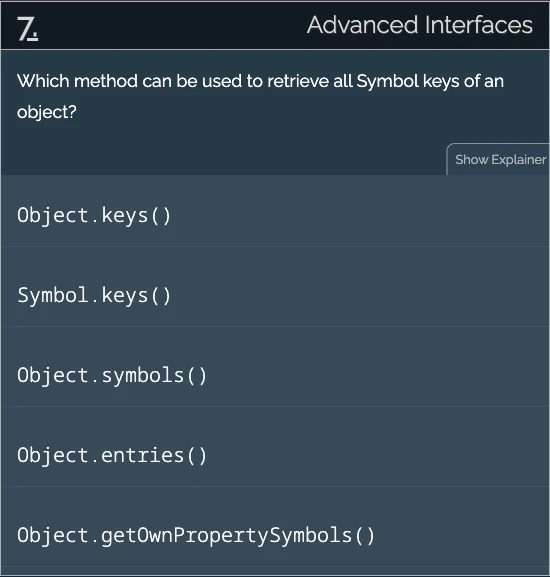 7.
Advanced Interfaces
Which method can be used to retrieve all Symbol keys of an
object?
Show Explainer
Object.keys()
Symbol.keys()
Object.symbols()
Object.entries()
Object.getOwnPropertySymbols()